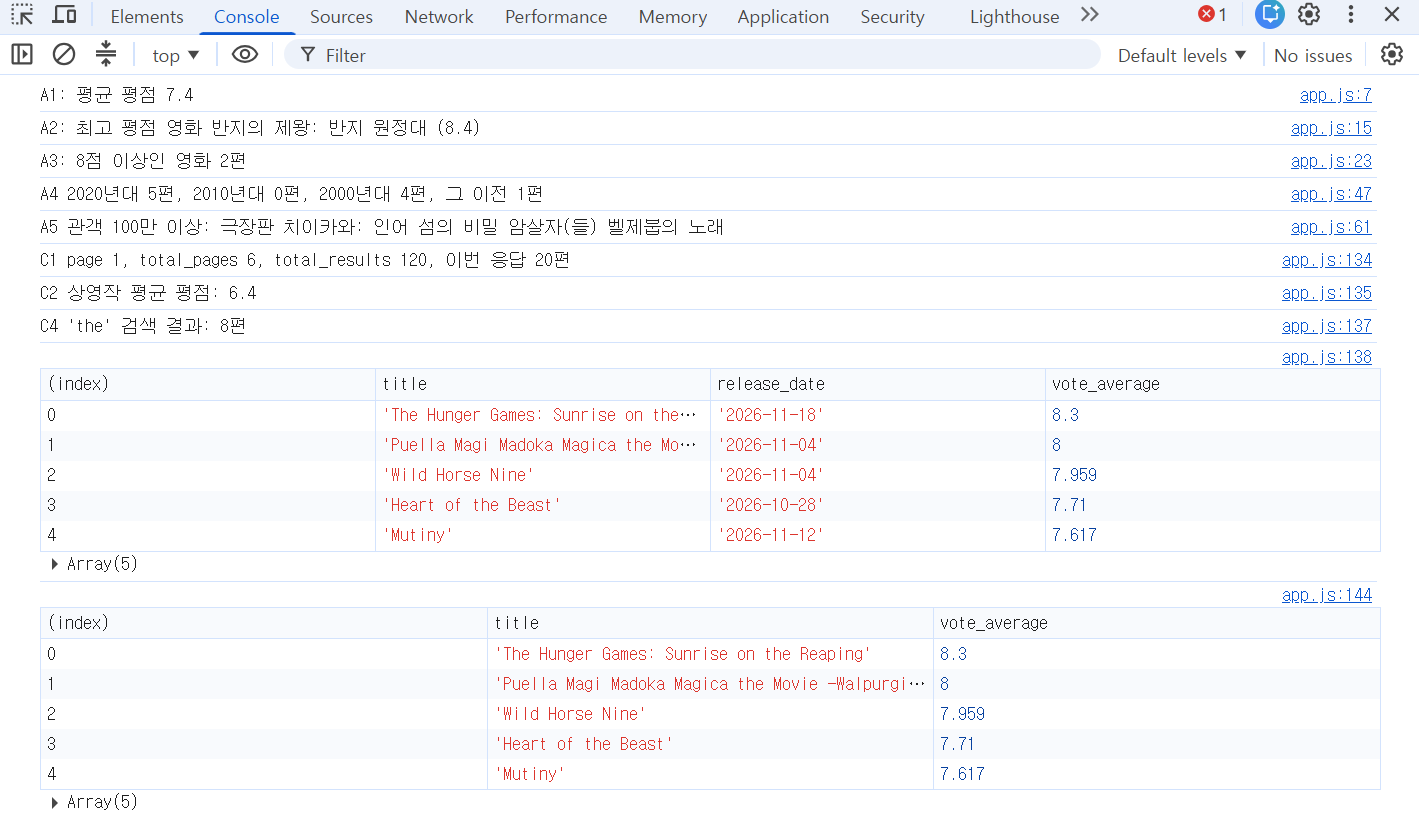 Elements Console Sources Network Performance Memory Application Security Lighthouse 1
top Filter Default levels No issues
A1: 평균 평점 7.4 app.js:7
A2: 최고 평점 영화 반지의 제왕: 반지 원정대 (8.4) app.js:15
A3: 8점 이상인 영화 2편 app.js:23
A4 2020년대 5편, 2010년대 0편, 2000년대 4편, 그 이전 1편 app.js:47
A5 관객 100만 이상: 극장판 치이카와: 인어 섬의 비밀 암살자(들) 벨제붑의 노래 app.js:61
C1 page 1, total_pages 6, total_results 120, 이번 응답 20편 app.js:134
C2 상영작 평균 평점: 6.4 app.js:135
C4 'the' 검색 결과: 8편 app.js:137
app.js:138
(index) title release_date vote_average
0 'The Hunger Games: Sunrise on the… '2026-11-18' 8.3
1 'Puella Magi Madoka Magica the Mo… '2026-11-04' 8
2 'Wild Horse Nine' '2026-11-04' 7.959
3 'Heart of the Beast' '2026-10-28' 7.71
4 'Mutiny' '2026-11-12' 7.617
Array(5)
app.js:144
(index) title vote_average
0 'The Hunger Games: Sunrise on the Reaping' 8.3
1 'Puella Magi Madoka Magica the Movie -Walpurgi… 8
2 'Wild Horse Nine' 7.959
3 'Heart of the Beast' 7.71
4 'Mutiny' 7.617
Array(5)